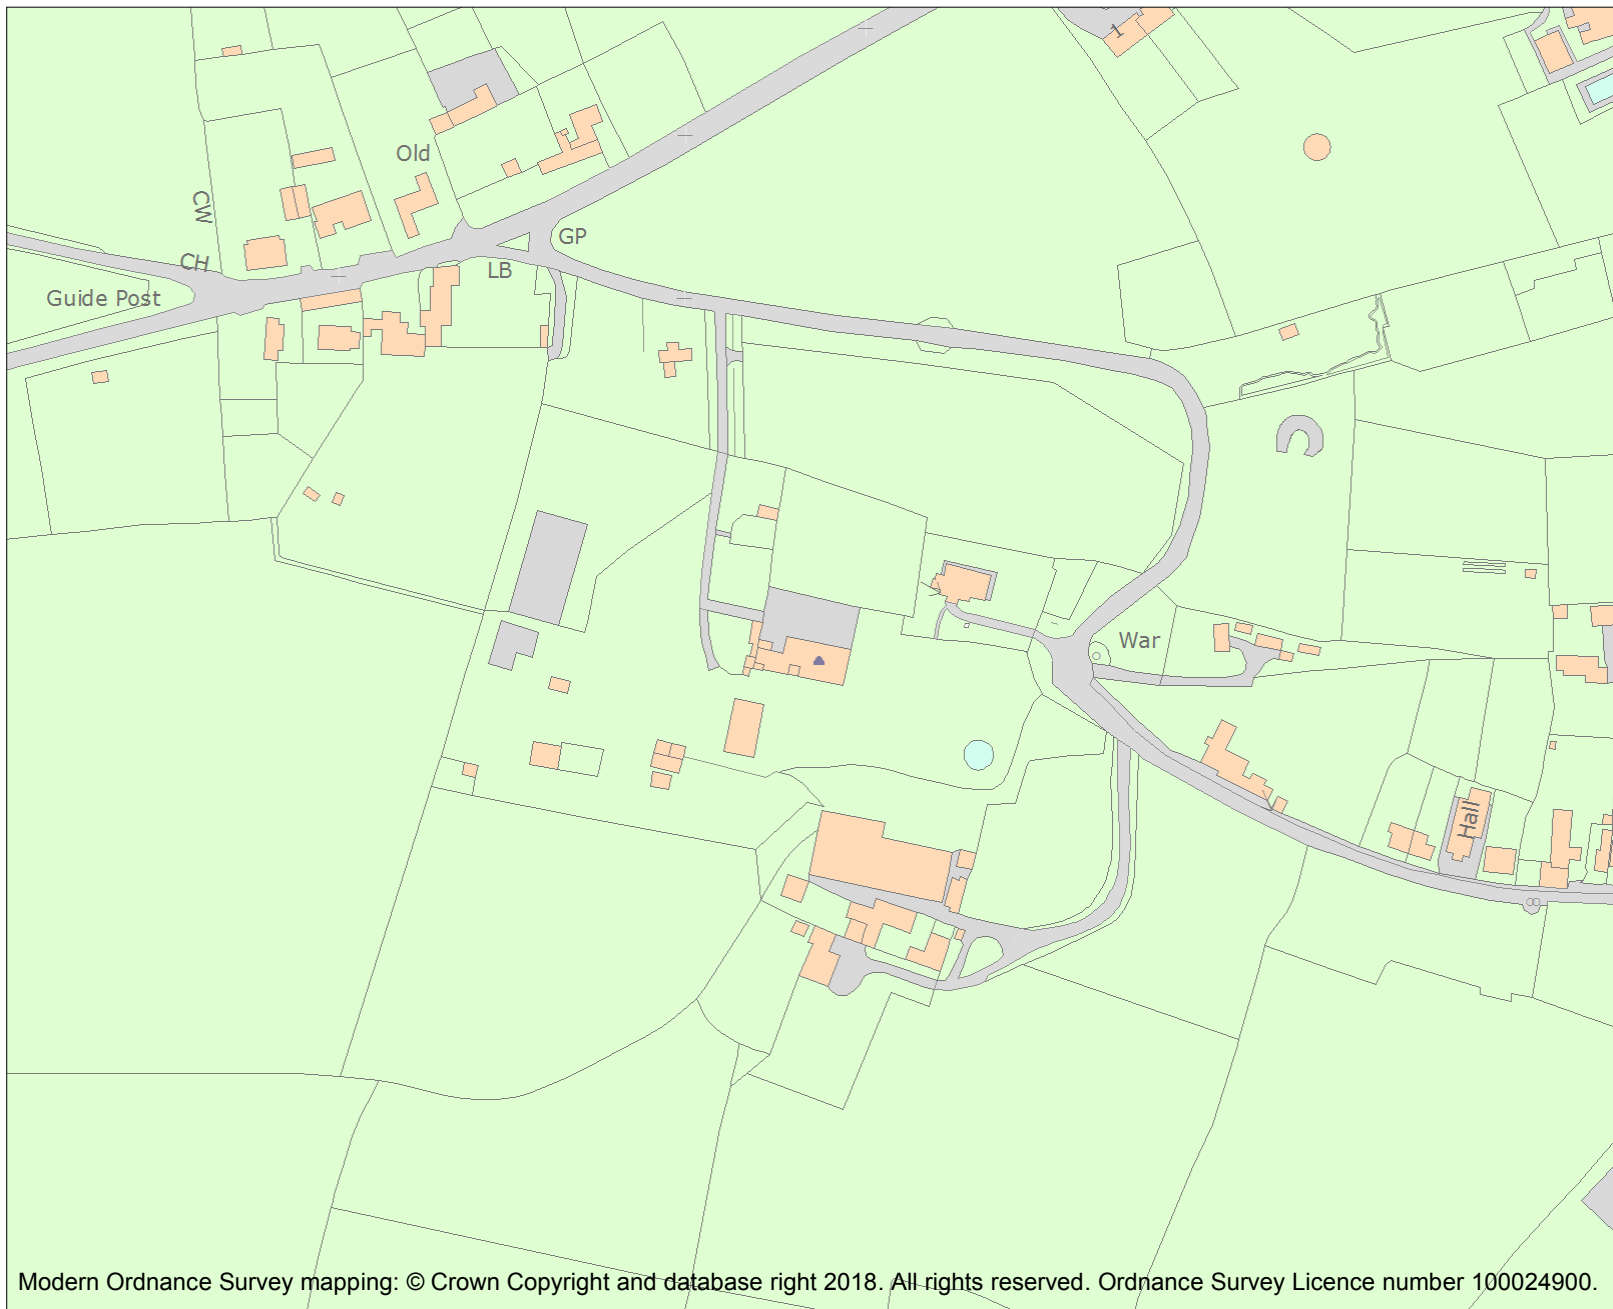 1
Old
CW
GP
CH
LB
Guide Post
War
Hall
Modern Ordnance Survey mapping: © Crown Copyright and database right 2018. All rights reserved. Ordnance Survey Licence number 100024900.